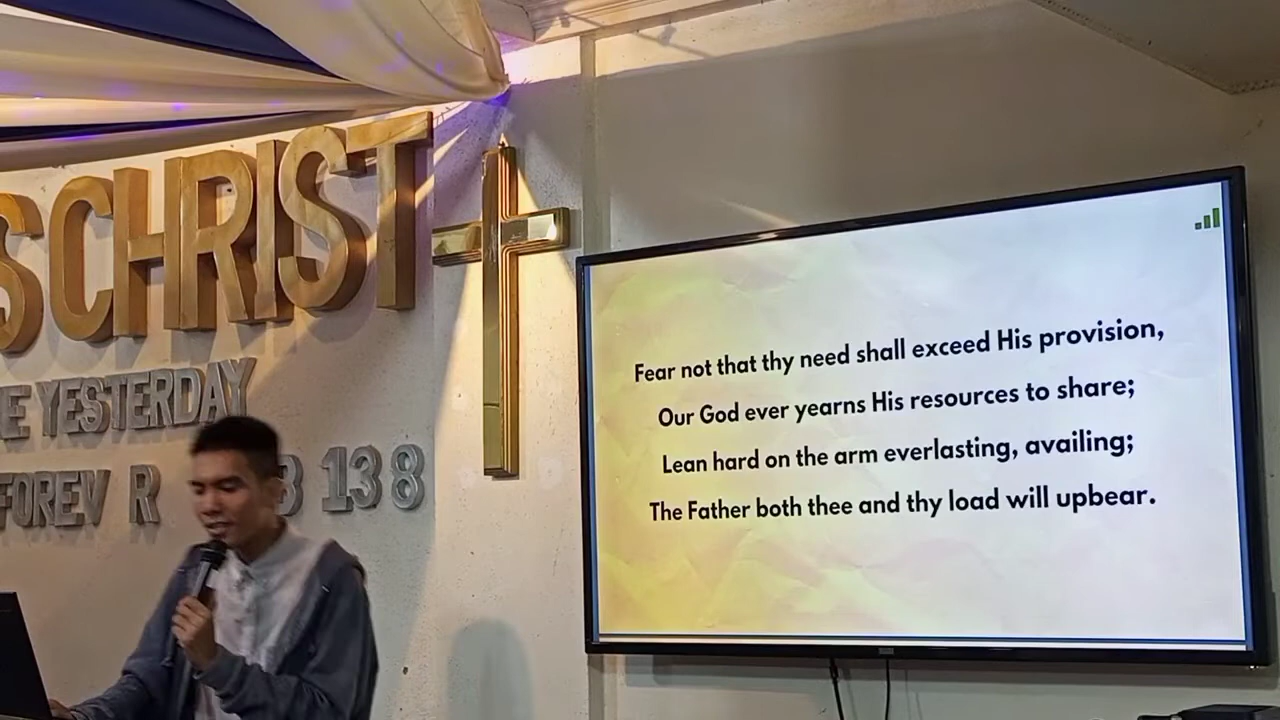 SCHRIST
E YESTERDAY
FOREV R 138
Fear not that thy need shall exceed His provision,
Our God ever yearns His resources to share;
Lean hard on the arm everlasting, availing;
The Father both thee and thy load will upbear.